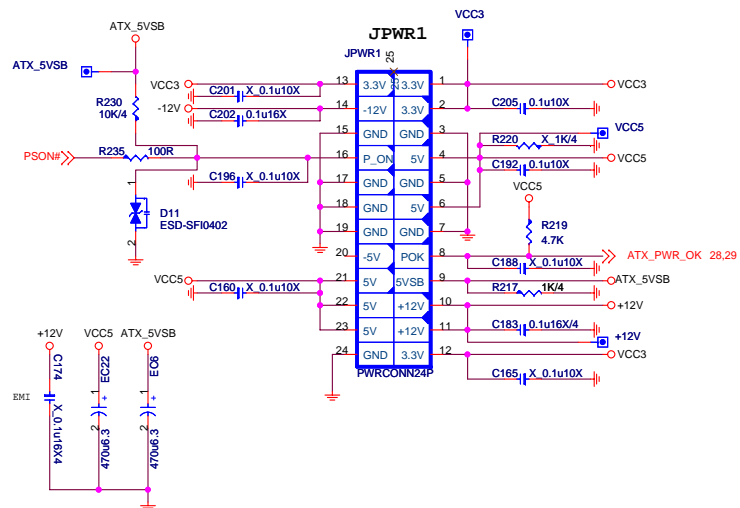 JPWR1
VCC3
ATX_5VSB
ATX_5VSB
JPWR1
25
25
VCC3
C201
X_0.1u10X
13
3.3V
3.3V
1
VCC3
R230
10K/4
-12V
C202
0.1u16X
14
-12V
3.3V
2
C205
0.1u10X
15
GND
GND
3
R220
X_1K/4
VCC5
PSON#
R235
100R
16
P_ON
5V
4
VCC5
C192
0.1u10X
C196
X_0.1u10X
17
GND
GND
5
1
D11
ESD-SFI0402
2
18
GND
5V
6
VCC5
19
GND
GND
7
R219
4.7K
20
-5V
POK
8
ATX_PWR_OK 28,29
C188
X_0.1u10X
VCC5
21
5V
5VSB
9
ATX_5VSB
C160
X_0.1u10X
R217
1K/4
22
5V
+12V
10
+12V
23
5V
+12V
11
C183
0.1u16X/4
+12V
24
GND
3.3V
12
VCC3
PWRCONN24P
C165
X_0.1u10X
+12V
VCC5
ATX_5VSB
EMI
C174
X_0.1u16X4
EC22
1
+
2
470u6.3
EC6
1
+
2
470u6.3